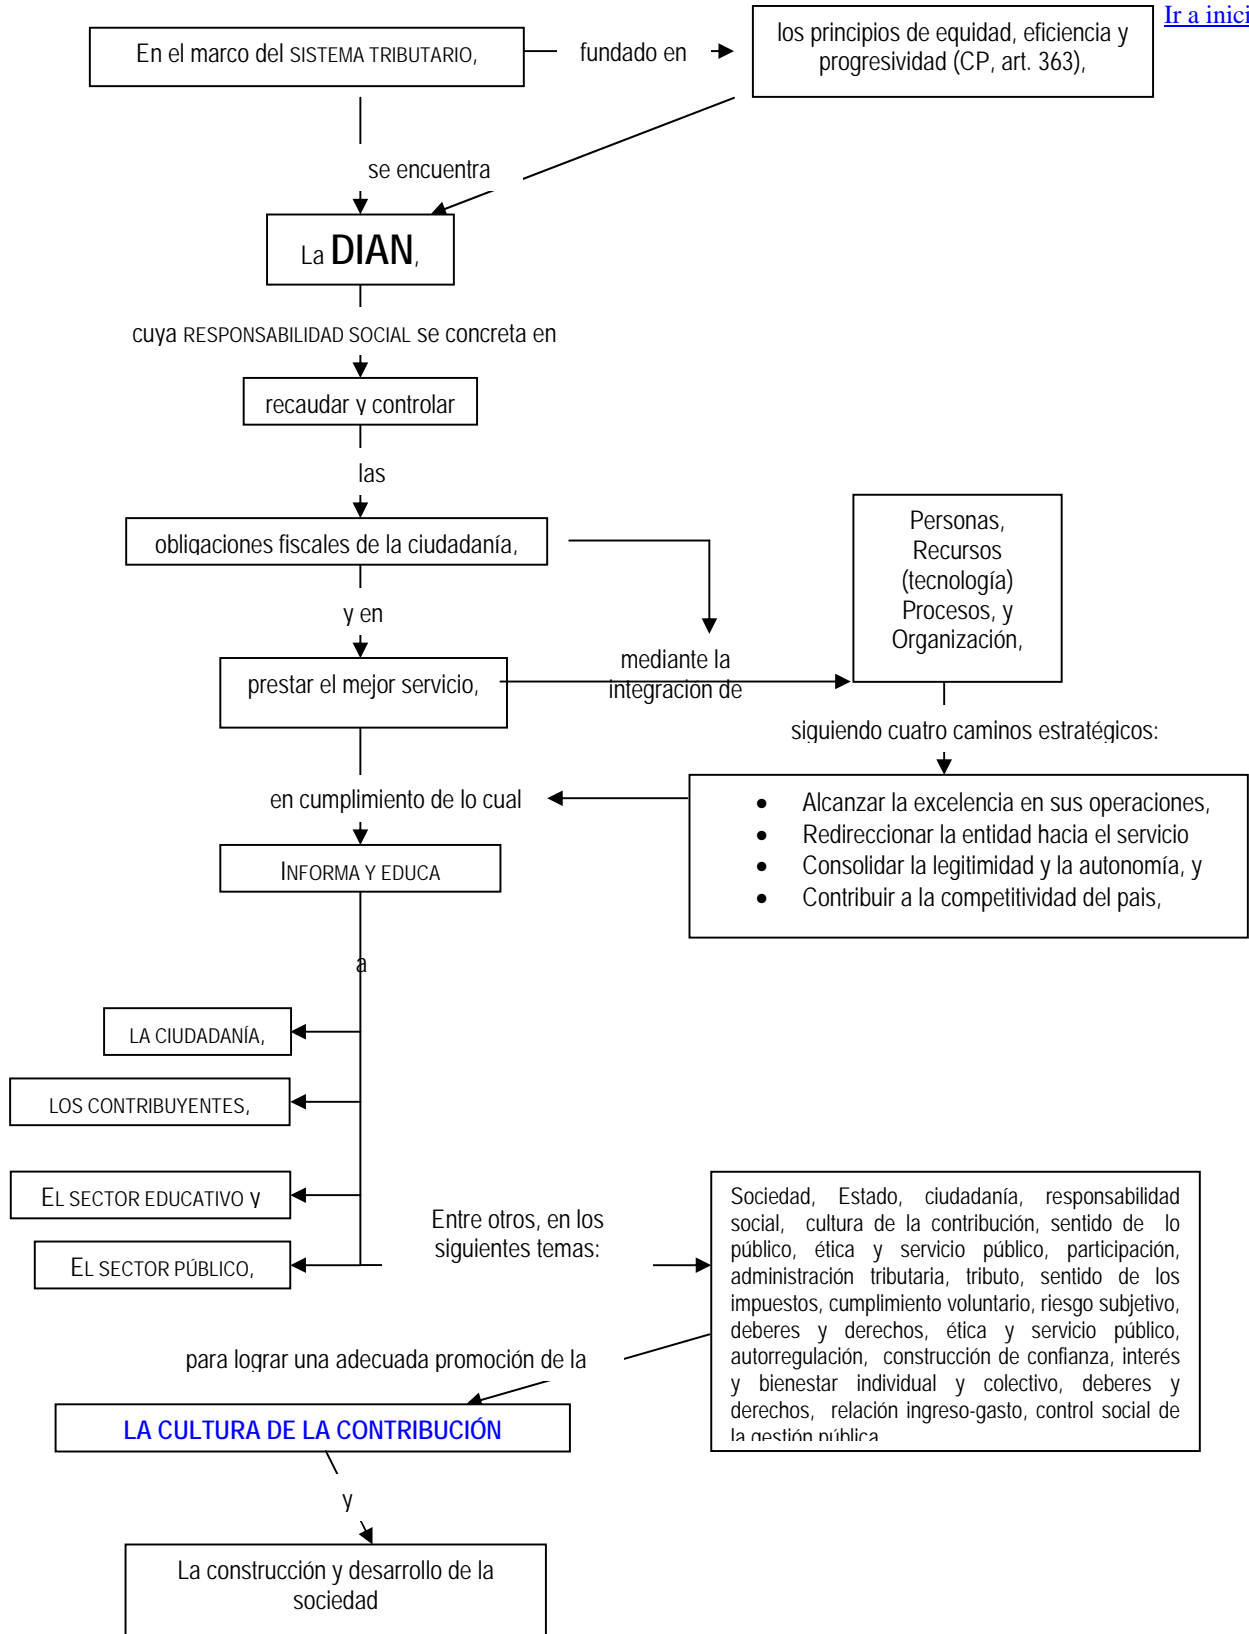 Ir a inici
En el marco del SISTEMA TRIBUTARIO,
fundado en
los principios de equidad, eficiencia y
progresividad (CP, art. 363),
se encuentra
La DIAN,
cuya RESPONSABILIDAD SOCIAL se concreta en
recaudar y controlar
las
obligaciones fiscales de la ciudadanía,
y en
prestar el mejor servicio,
mediante la
integración de
Personas,
Recursos
(tecnología)
Procesos, y
Organización,
siguiendo cuatro caminos estratégicos:
• Alcanzar la excelencia en sus operaciones,
• Redireccionar la entidad hacia el servicio
• Consolidar la legitimidad y la autonomía, y
• Contribuir a la competitividad del pais,
en cumplimiento de lo cual
INFORMA Y EDUCA
a
LA CIUDADANÍA,
LOS CONTRIBUYENTES,
EL SECTOR EDUCATIVO y
EL SECTOR PÚBLICO,
Entre otros, en los
siguientes temas:
Sociedad, Estado, ciudadanía, responsabilidad
social, cultura de la contribución, sentido de lo
público, ética y servicio público, participación,
administración tributaria, tributo, sentido de los
impuestos, cumplimiento voluntario, riesgo subjetivo,
deberes y derechos, ética y servicio público,
autorregulación, construcción de confianza, interés
y bienestar individual y colectivo, deberes y
derechos, relación ingreso-gasto, control social de
la gestión pública
para lograr una adecuada promoción de la
LA CULTURA DE LA CONTRIBUCIÓN
y
La construcción y desarrollo de la
sociedad